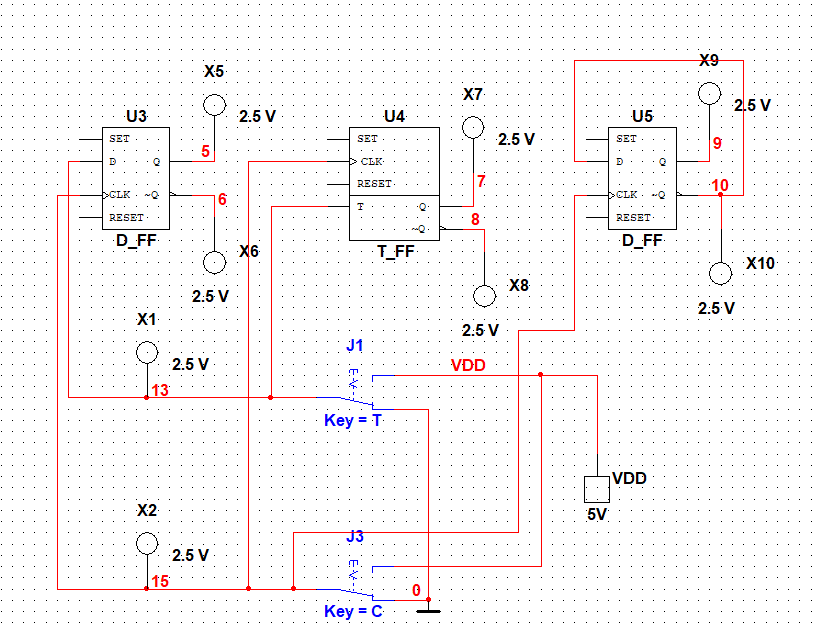 X5
2.5 V
X7
2.5 V
X9
2.5 V
U3
SET
D
Q
CLK
~Q
RESET
D_FF
5
6
X6
2.5 V
U4
SET
CLK
RESET
T
Q
~Q
T_FF
7
8
X8
2.5 V
U5
SET
D
Q
CLK
~Q
RESET
D_FF
9
10
X10
2.5 V
X1
2.5 V
13
J1
VDD
Key = T
VDD
5V
X2
2.5 V
15
J3
Key = C
0